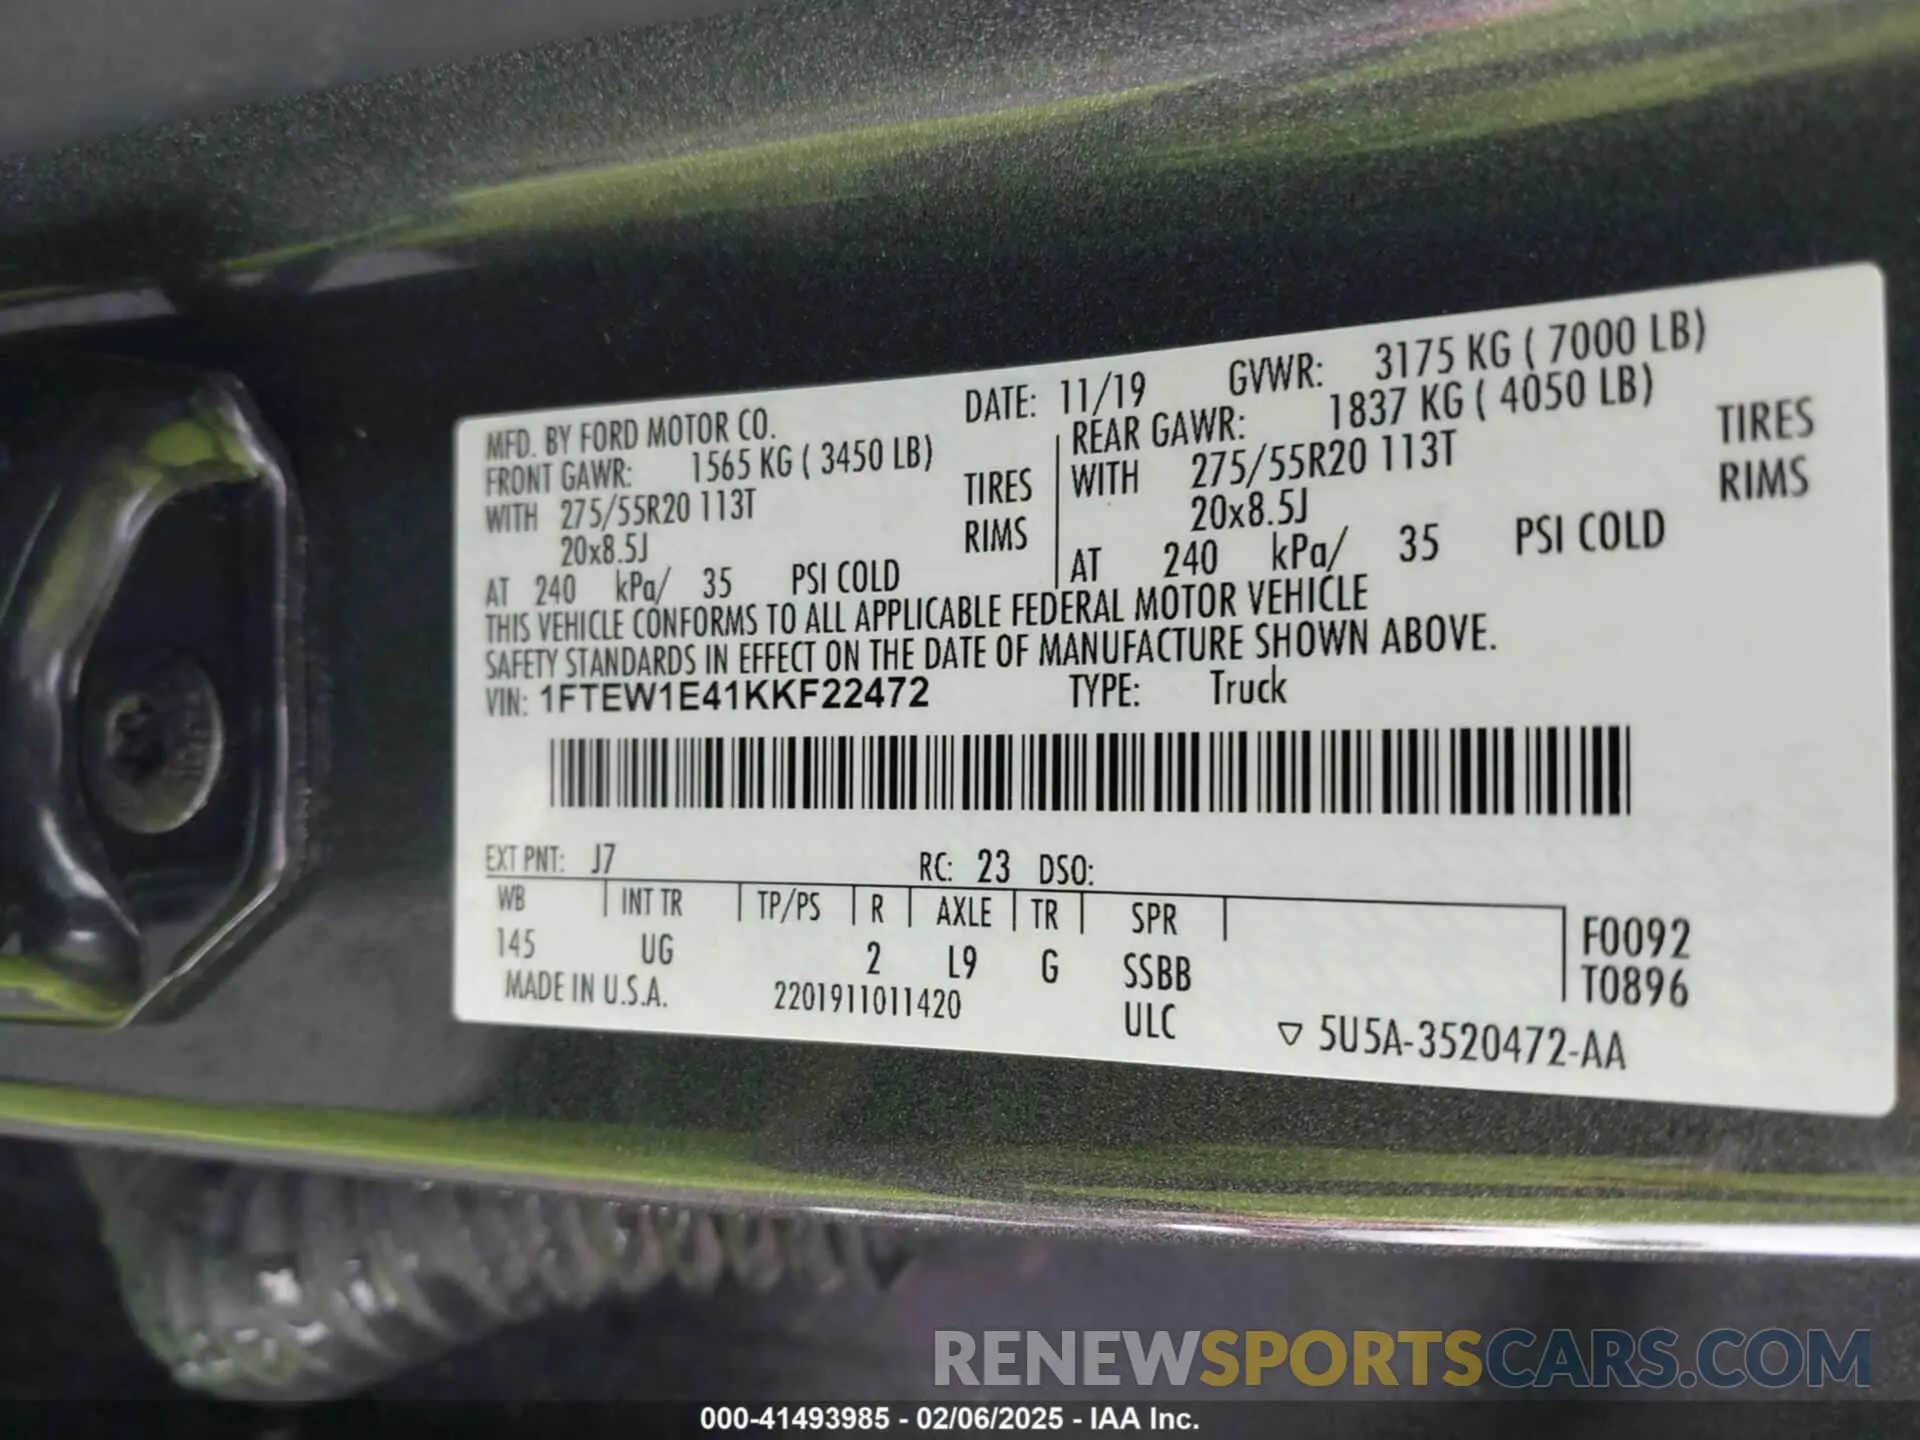 MFD. BY FORD MOTOR CO. DATE: 11/19 GVWR: 3175 KG ( 7000 LB)
FRONT GAWR: 1565 KG ( 3450 LB) REAR GAWR: 1837 KG ( 4050 LB)
WITH 275/55R20 113T TIRES WITH 275/55R20 113T TIRES
20x8.5J RIMS 20x8.5J RIMS
AT 240 kPa/ 35 PSI COLD AT 240 kPa/ 35 PSI COLD
THIS VEHICLE CONFORMS TO ALL APPLICABLE FEDERAL MOTOR VEHICLE
SAFETY STANDARDS IN EFFECT ON THE DATE OF MANUFACTURE SHOWN ABOVE.
VIN: 1FTEW1E41KKF22472 TYPE: Truck
EXT PNT: J7 RC: 23 DSO:
WB INT TR TP/PS R AXLE TR SPR F0092
145 UG 2 L9 G SSBB T0896
MADE IN U.S.A. 2201911011420 ULC ▽ 5U5A-3520472-AA
RENEWSPORTSCARS.COM
000-41493985 - 02/06/2025 - IAA Inc.